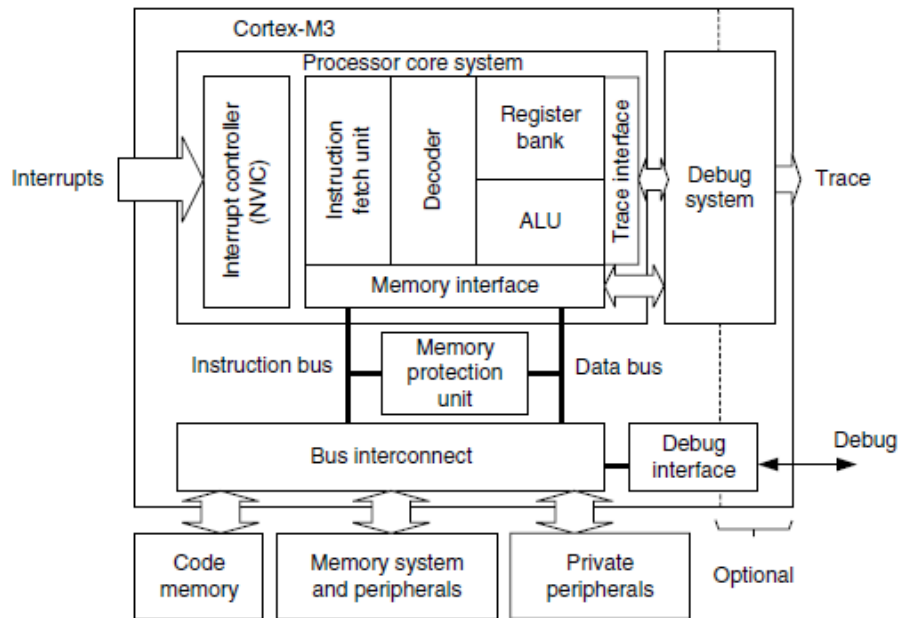 Cortex-M3
Processor core system
Interrupts
Interrupt controller
(NVIC)
Instruction
fetch unit
Decoder
Register
bank
ALU
Trace interface
Memory interface
Debug
system
Trace
Instruction bus
Memory
protection
unit
Data bus
Bus interconnect
Debug
interface
Debug
Code
memory
Memory system
and peripherals
Private
peripherals
Optional